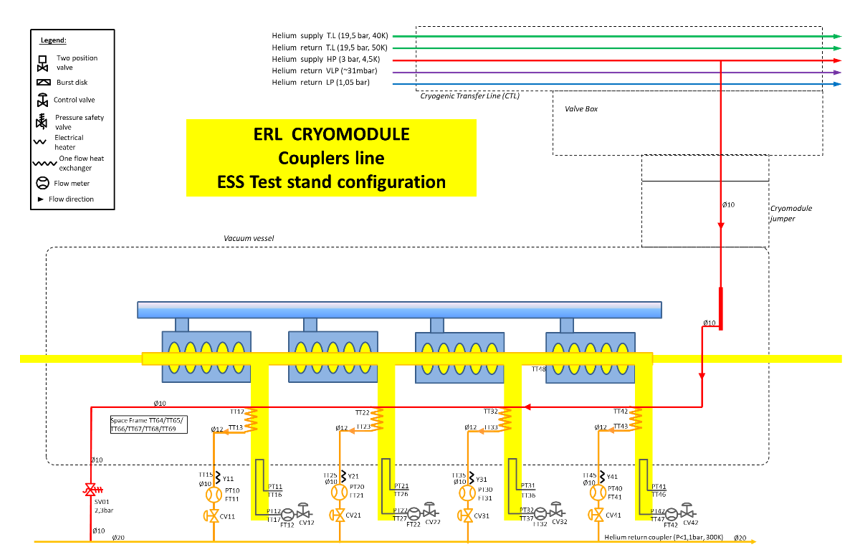 Legend:
Two position
valve
Burst disk
Control valve
Pressure safety
valve
Electrical
heater
One flow heat
exchanger
Flow meter
Flow direction
Helium supply T.L (19,5 bar, 40K)
Helium return T.L (19,5 bar, 50K)
Helium supply HP (3 bar, 4,5K)
Helium return VLP (~31mbar)
Helium return LP (1,05 bar)
Cryogenic Transfer Line (CTL)
Valve Box
ERL CRYOMODULE
Couplers line
ESS Test stand configuration
Ø10
Cryomodule
jumper
Vacuum vessel
Ø10
TT48
Ø10
Space Frame TT64/TT65/
TT66/TT67/TT68/TT69
TT12
Ø12 TT13
TT22
Ø12 TT23
TT32
Ø12 TT33
TT42
Ø12 TT43
Ø10
TT15 Y11
Ø10
PT10
FT11
CV11
PT11
TT16
PT12
TT17
FT12
CV12
TT25 Y21
Ø10
PT20
FT21
CV21
PT21
TT26
PT22
TT27
FT22
CV22
TT35 Y31
Ø10
PT30
FT31
CV31
PT31
TT36
PT32
TT37
FT32
CV32
TT45 Y41
Ø10
PT40
FT41
CV41
PT41
TT46
PT42
TT47
FT42
CV42
SV01
2,3bar
Ø10
Ø20
Helium return coupler (P<1,1bar, 300K)
Ø20